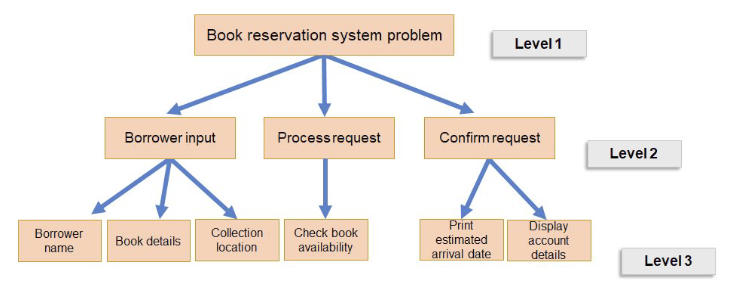 Book reservation system problem
Level 1
Borrower input
Process request
Confirm request
Level 2
Borrower
name
Book details
Collection
location
Check book
availability
Print
estimated
arrival date
Display
account
details
Level 3